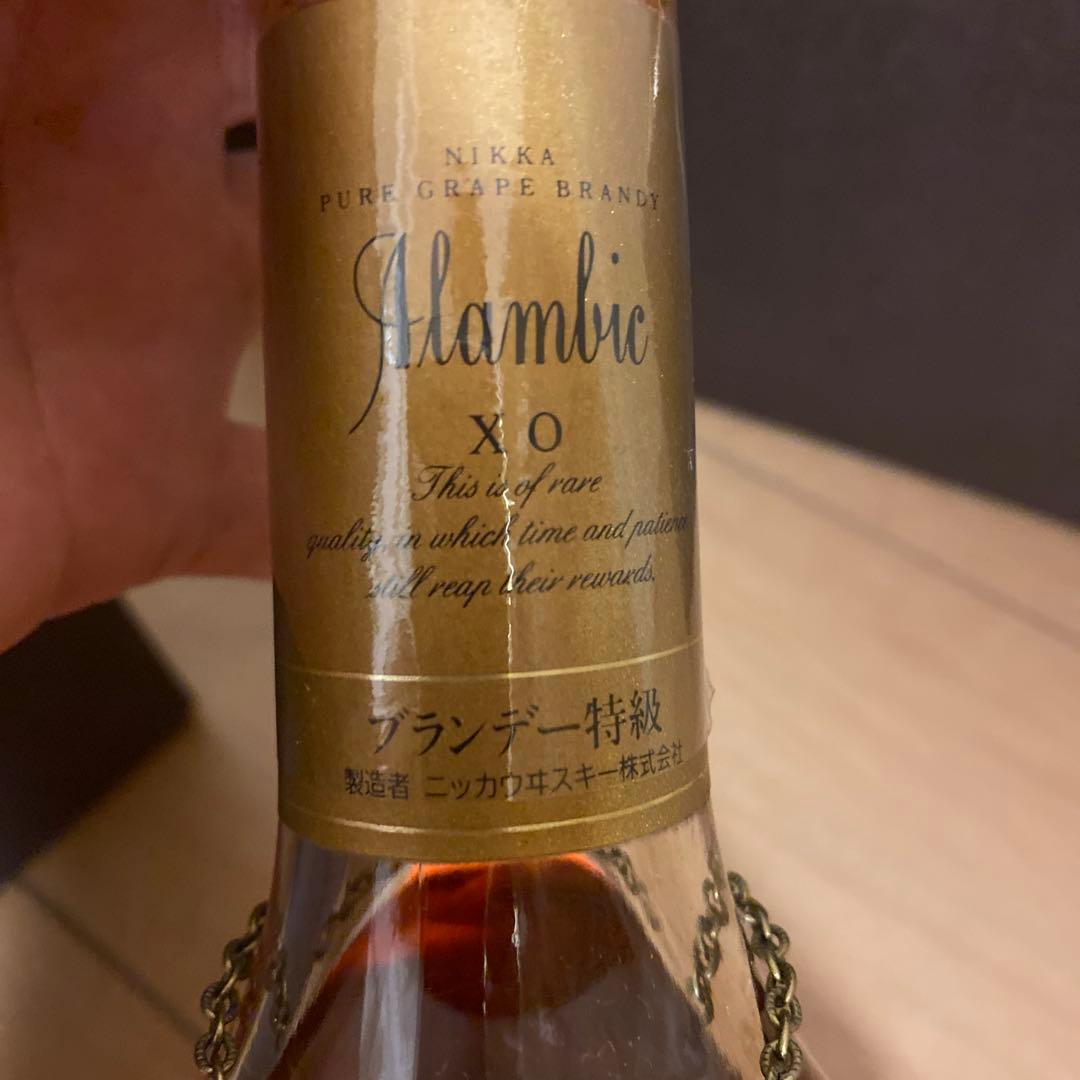 NIKKA
PURE GRAPE BRANDY
Alambic
XO
This is of rare
quality, in which time and patience
still reap their rewards.
ブランデー特級
製造者 ニッカウヰスキー株式会社